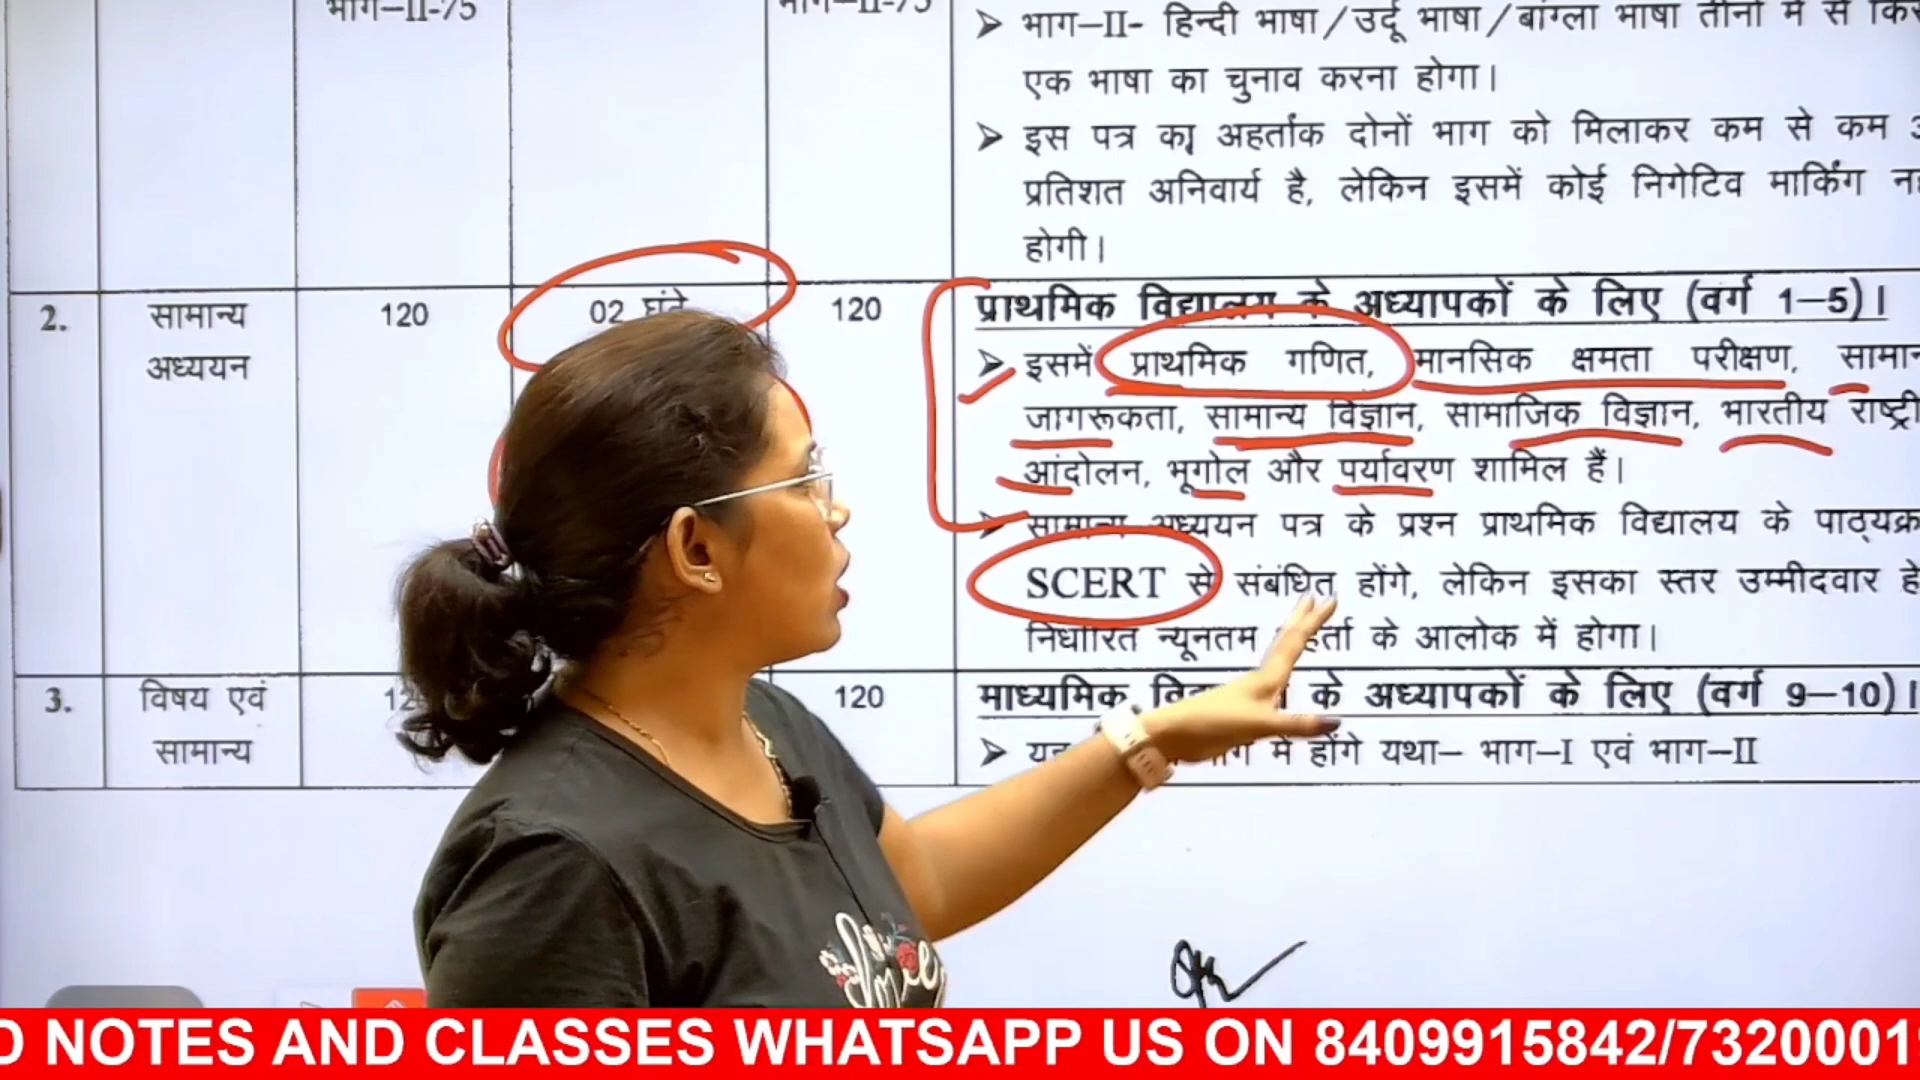 भाग–II-75
भाग–II-75
➤ भाग–II- हिन्दी भाषा/उर्दू भाषा/बांग्ला भाषा तीनों में से
एक भाषा का चुनाव करना होगा।
➤ इस पत्र का अहर्ताांक दोनों भाग को मिलाकर कम से कम
प्रतिशत अनिवार्य है, लेकिन इसमें कोई निगेटिव मार्किंग
होगी।
2.
सामान्य
अध्ययन
120
02 घंटे
120
प्राथमिक विद्यालय के अध्यापकों के लिए (वर्ग 1–5)।
➤ इसमें प्राथमिक गणित, मानसिक क्षमता परीक्षण,
जागरूकता, सामान्य विज्ञान, सामाजिक विज्ञान, भारतीय
आंदोलन, भूगोल और पर्यावरण शामिल हैं।
➤ सामान्य अध्ययन पत्र के प्रश्न प्राथमिक विद्यालय के
SCERT से संबंधित होंगे, लेकिन इसका स्तर उम्मीदवार
निर्धारित न्यूनतम के आलोक में होगा।
3.
विषय एवं
सामान्य
120
माध्यमिक के अध्यापकों के लिए (वर्ग 9–10)।
➤ में होंगे यथा– भाग–I एवं भाग–II
NOTES AND CLASSES WHATSAPP US ON 8409915842/7320001